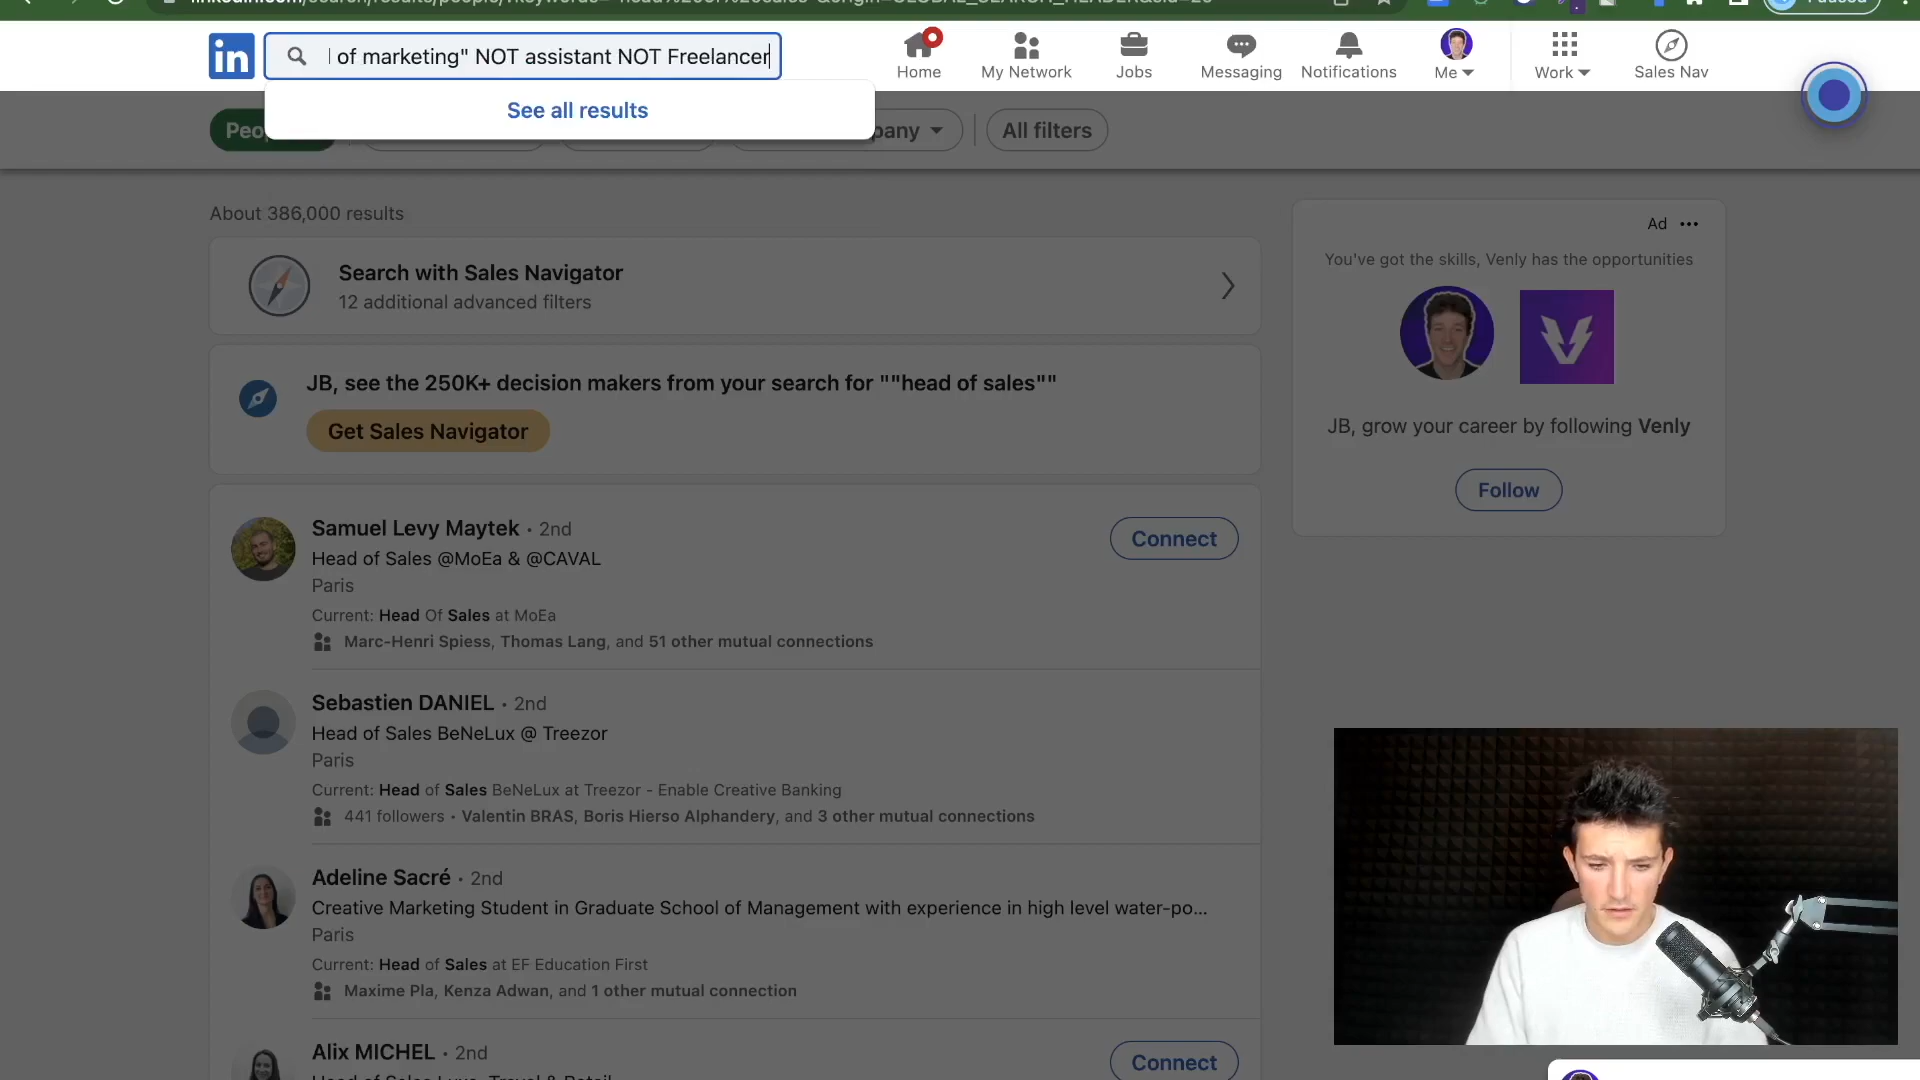 in
of marketing" NOT assistant NOT Freelancer
Home
My Network
Jobs
Messaging
Notifications
Me
Work
Sales Nav
See all results
All filters
About 386,000 results
Search with Sales Navigator
12 additional advanced filters
JB, see the 250K+ decision makers from your search for ""head of sales""
Get Sales Navigator
Ad
You've got the skills, Venly has the opportunities
JB, grow your career by following Venly
Follow
Samuel Levy Maytek • 2nd
Head of Sales @MoEa & @CAVAL
Paris
Current: Head Of Sales at MoEa
Marc-Henri Spiess, Thomas Lang, and 51 other mutual connections
Connect
Sebastien DANIEL • 2nd
Head of Sales BeNeLux @ Treezor
Paris
Current: Head of Sales BeNeLux at Treezor - Enable Creative Banking
441 followers • Valentin BRAS, Boris Hierso Alphandery, and 3 other mutual connections
Adeline Sacré • 2nd
Creative Marketing Student in Graduate School of Management with experience in high level water-po...
Paris
Current: Head of Sales at EF Education First
Maxime Pla, Kenza Adwan, and 1 other mutual connection
Alix MICHEL • 2nd
Connect